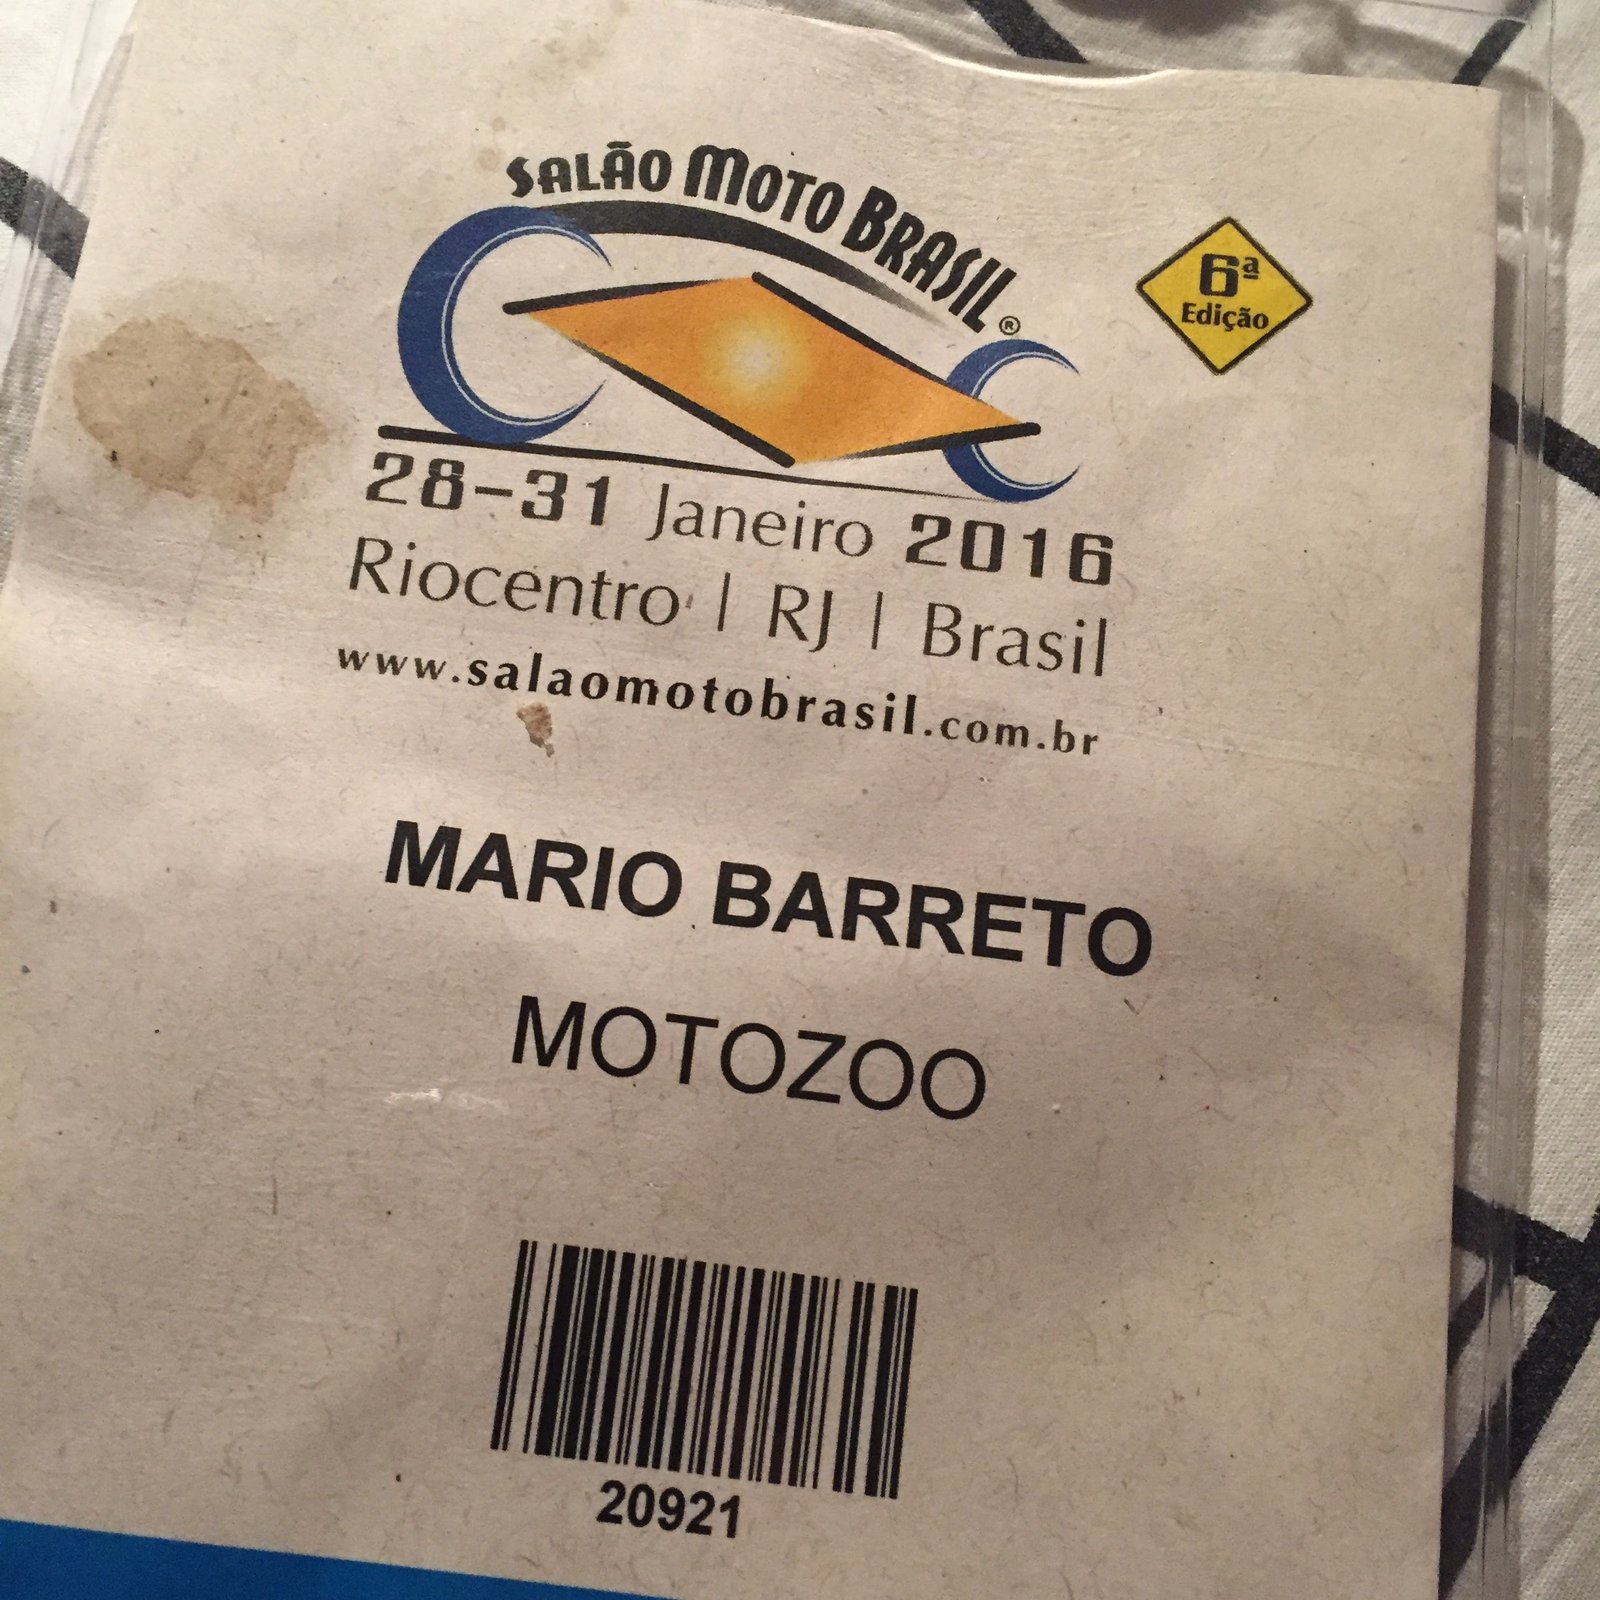 SALÃO MOTO BRASIL®
6ª
Edição
28-31 Janeiro 2016
Riocentro | RJ | Brasil
www.salaomotobrasil.com.br
MARIO BARRETO
MOTOZOO
20921